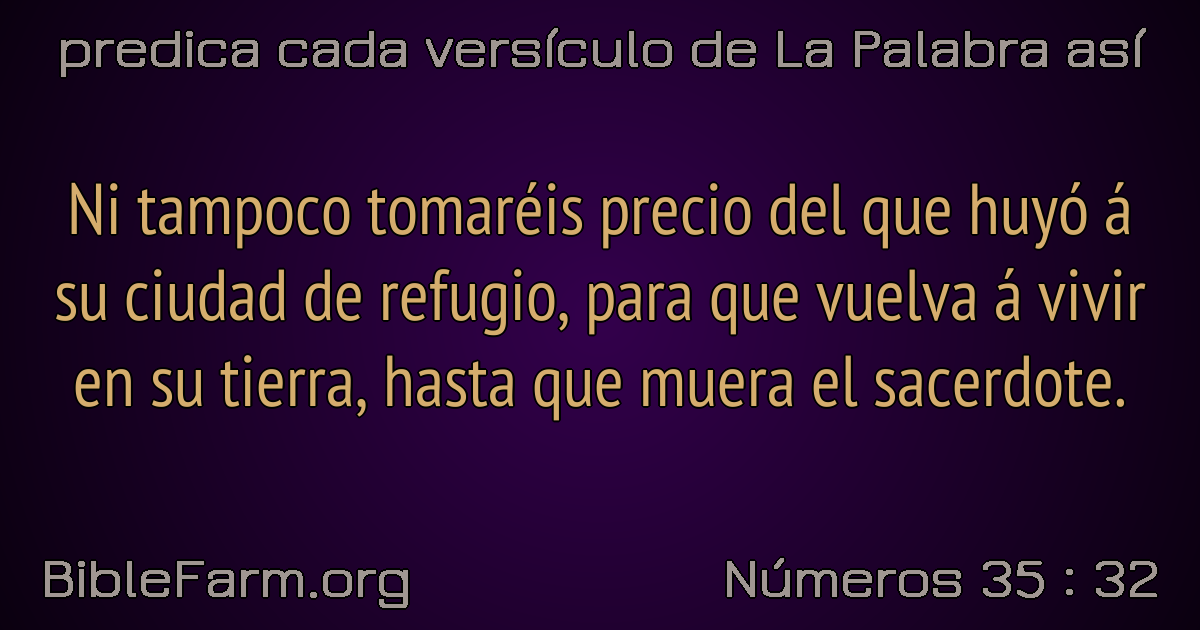 predica cada versículo de La Palabra así
Ni tampoco tomaréis precio del que huyó á
su ciudad de refugio, para que vuelva á vivir
en su tierra, hasta que muera el sacerdote.
BibleFarm.org
Números 35 : 32